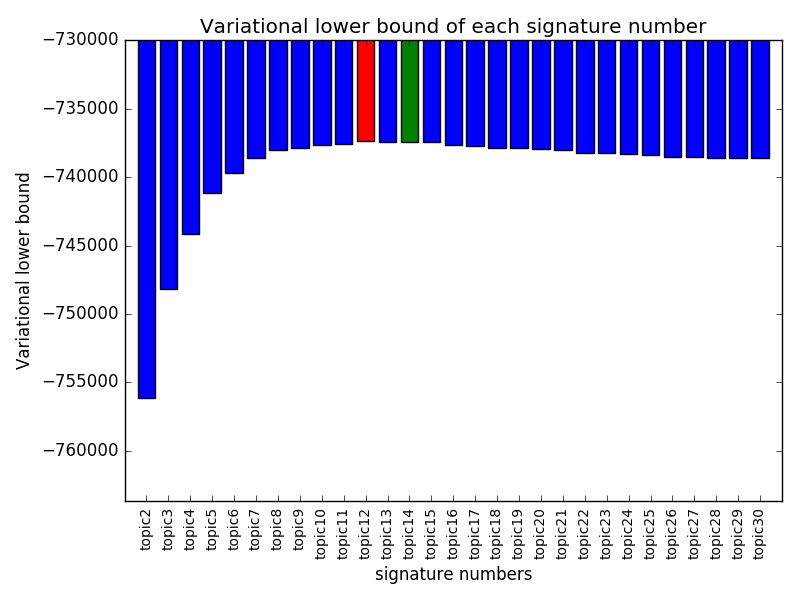 Variational lower bound of each signature number
Variational lower bound
−730000
−735000
−740000
−745000
−750000
−755000
−760000
topic2
topic3
topic4
topic5
topic6
topic7
topic8
topic9
topic10
topic11
topic12
topic13
topic14
topic15
topic16
topic17
topic18
topic19
topic20
topic21
topic22
topic23
topic24
topic25
topic26
topic27
topic28
topic29
topic30
signature numbers